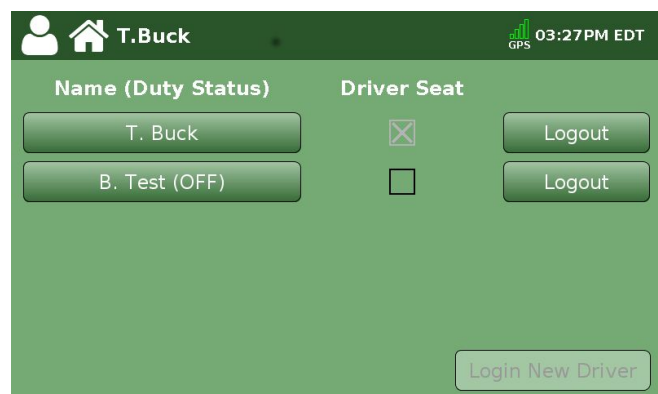 T.Buck
GPS 03:27PM EDT
Name (Duty Status) Driver Seat
T. Buck Logout
B. Test (OFF) Logout
Login New Driver